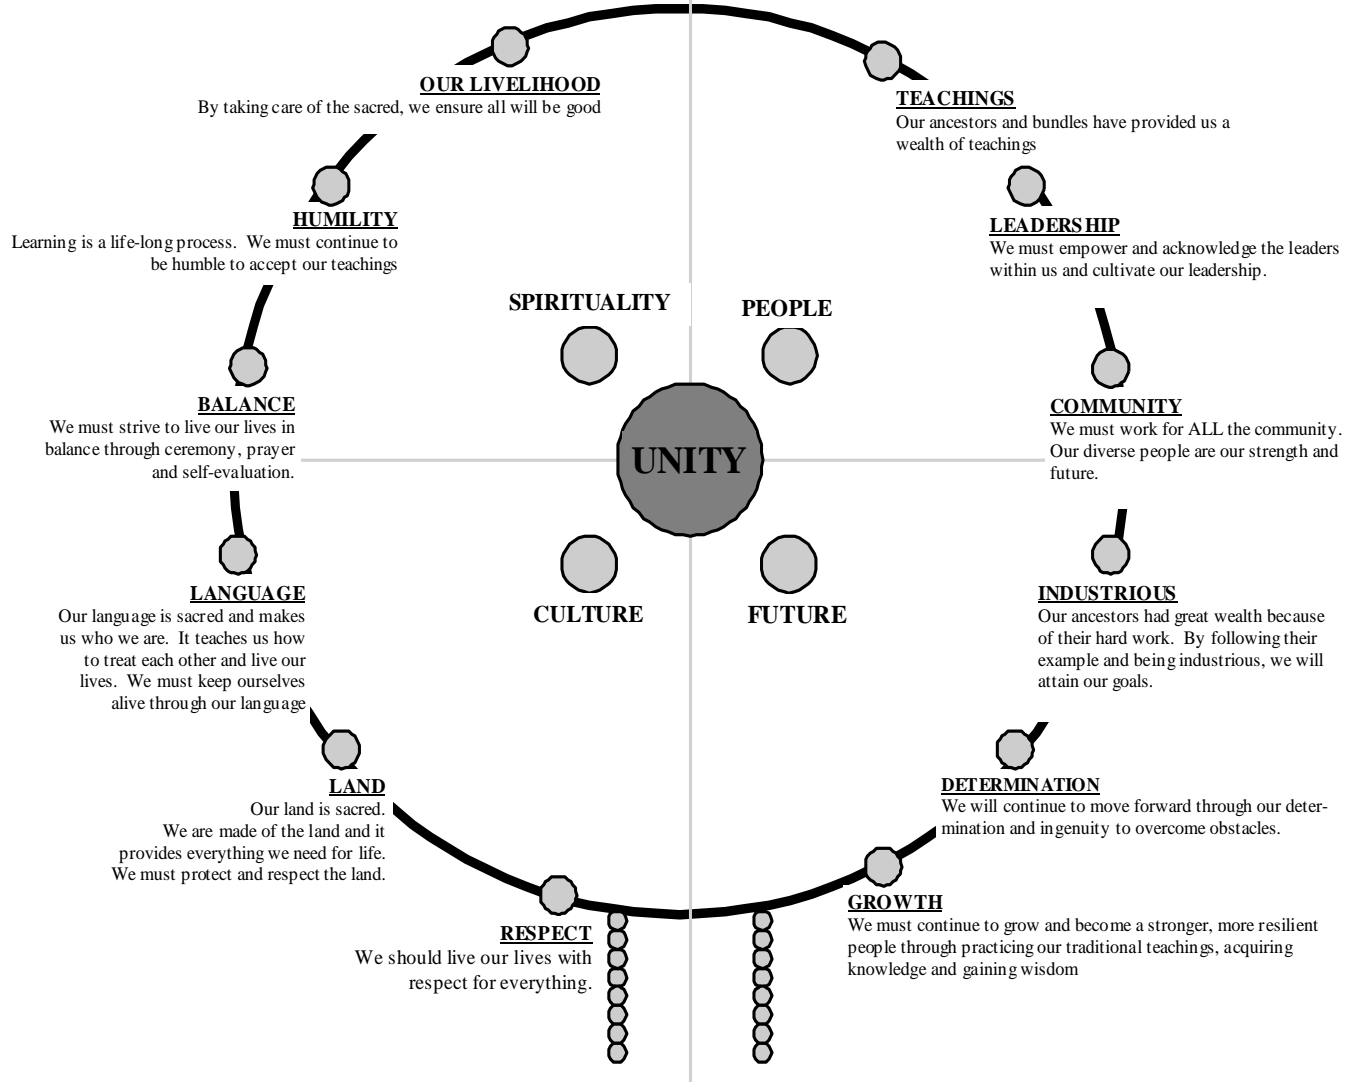 OUR LIVELIHOOD
By taking care of the sacred, we ensure all will be good
TEACHINGS
Our ancestors and bundles have provided us a
wealth of teachings
HUMILITY
Learning is a life-long process.  We must continue to
be humble to accept our teachings
LEADERSHIP
We must empower and acknowledge the leaders
within us and cultivate our leadership.
SPIRITUALITY
PEOPLE
BALANCE
We must strive to live our lives in
balance through ceremony, prayer
and self-evaluation.
COMMUNITY
We must work for ALL the community.
Our diverse people are our strength and
future.
UNITY
LANGUAGE
Our language is sacred and makes
us who we are.  It teaches us how
to treat each other and live our
lives.  We must keep ourselves
alive through our language
CULTURE
FUTURE
INDUSTRIOUS
Our ancestors had great wealth because
of their hard work.  By following their
example and being industrious, we will
attain our goals.
LAND
Our land is sacred.
We are made of the land and it
provides everything we need for life.
We must protect and respect the land.
DETERMINATION
We will continue to move forward through our deter-
mination and ingenuity to overcome obstacles.
RESPECT
We should live our lives with
respect for everything.
GROWTH
We must continue to grow and become a stronger, more resilient
people through practicing our traditional teachings, acquiring
knowledge and gaining wisdom